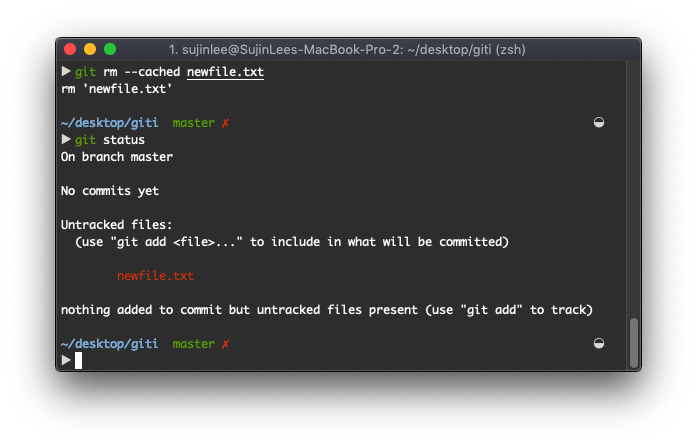 1. sujinlee@SujinLees-MacBook-Pro-2: ~/desktop/giti (zsh)
▶ git rm --cached newfile.txt
rm 'newfile.txt'
~/desktop/giti master ✗
▶ git status
On branch master
No commits yet
Untracked files:
(use "git add <file>..." to include in what will be committed)
newfile.txt
nothing added to commit but untracked files present (use "git add" to track)
~/desktop/giti master ✗
▶